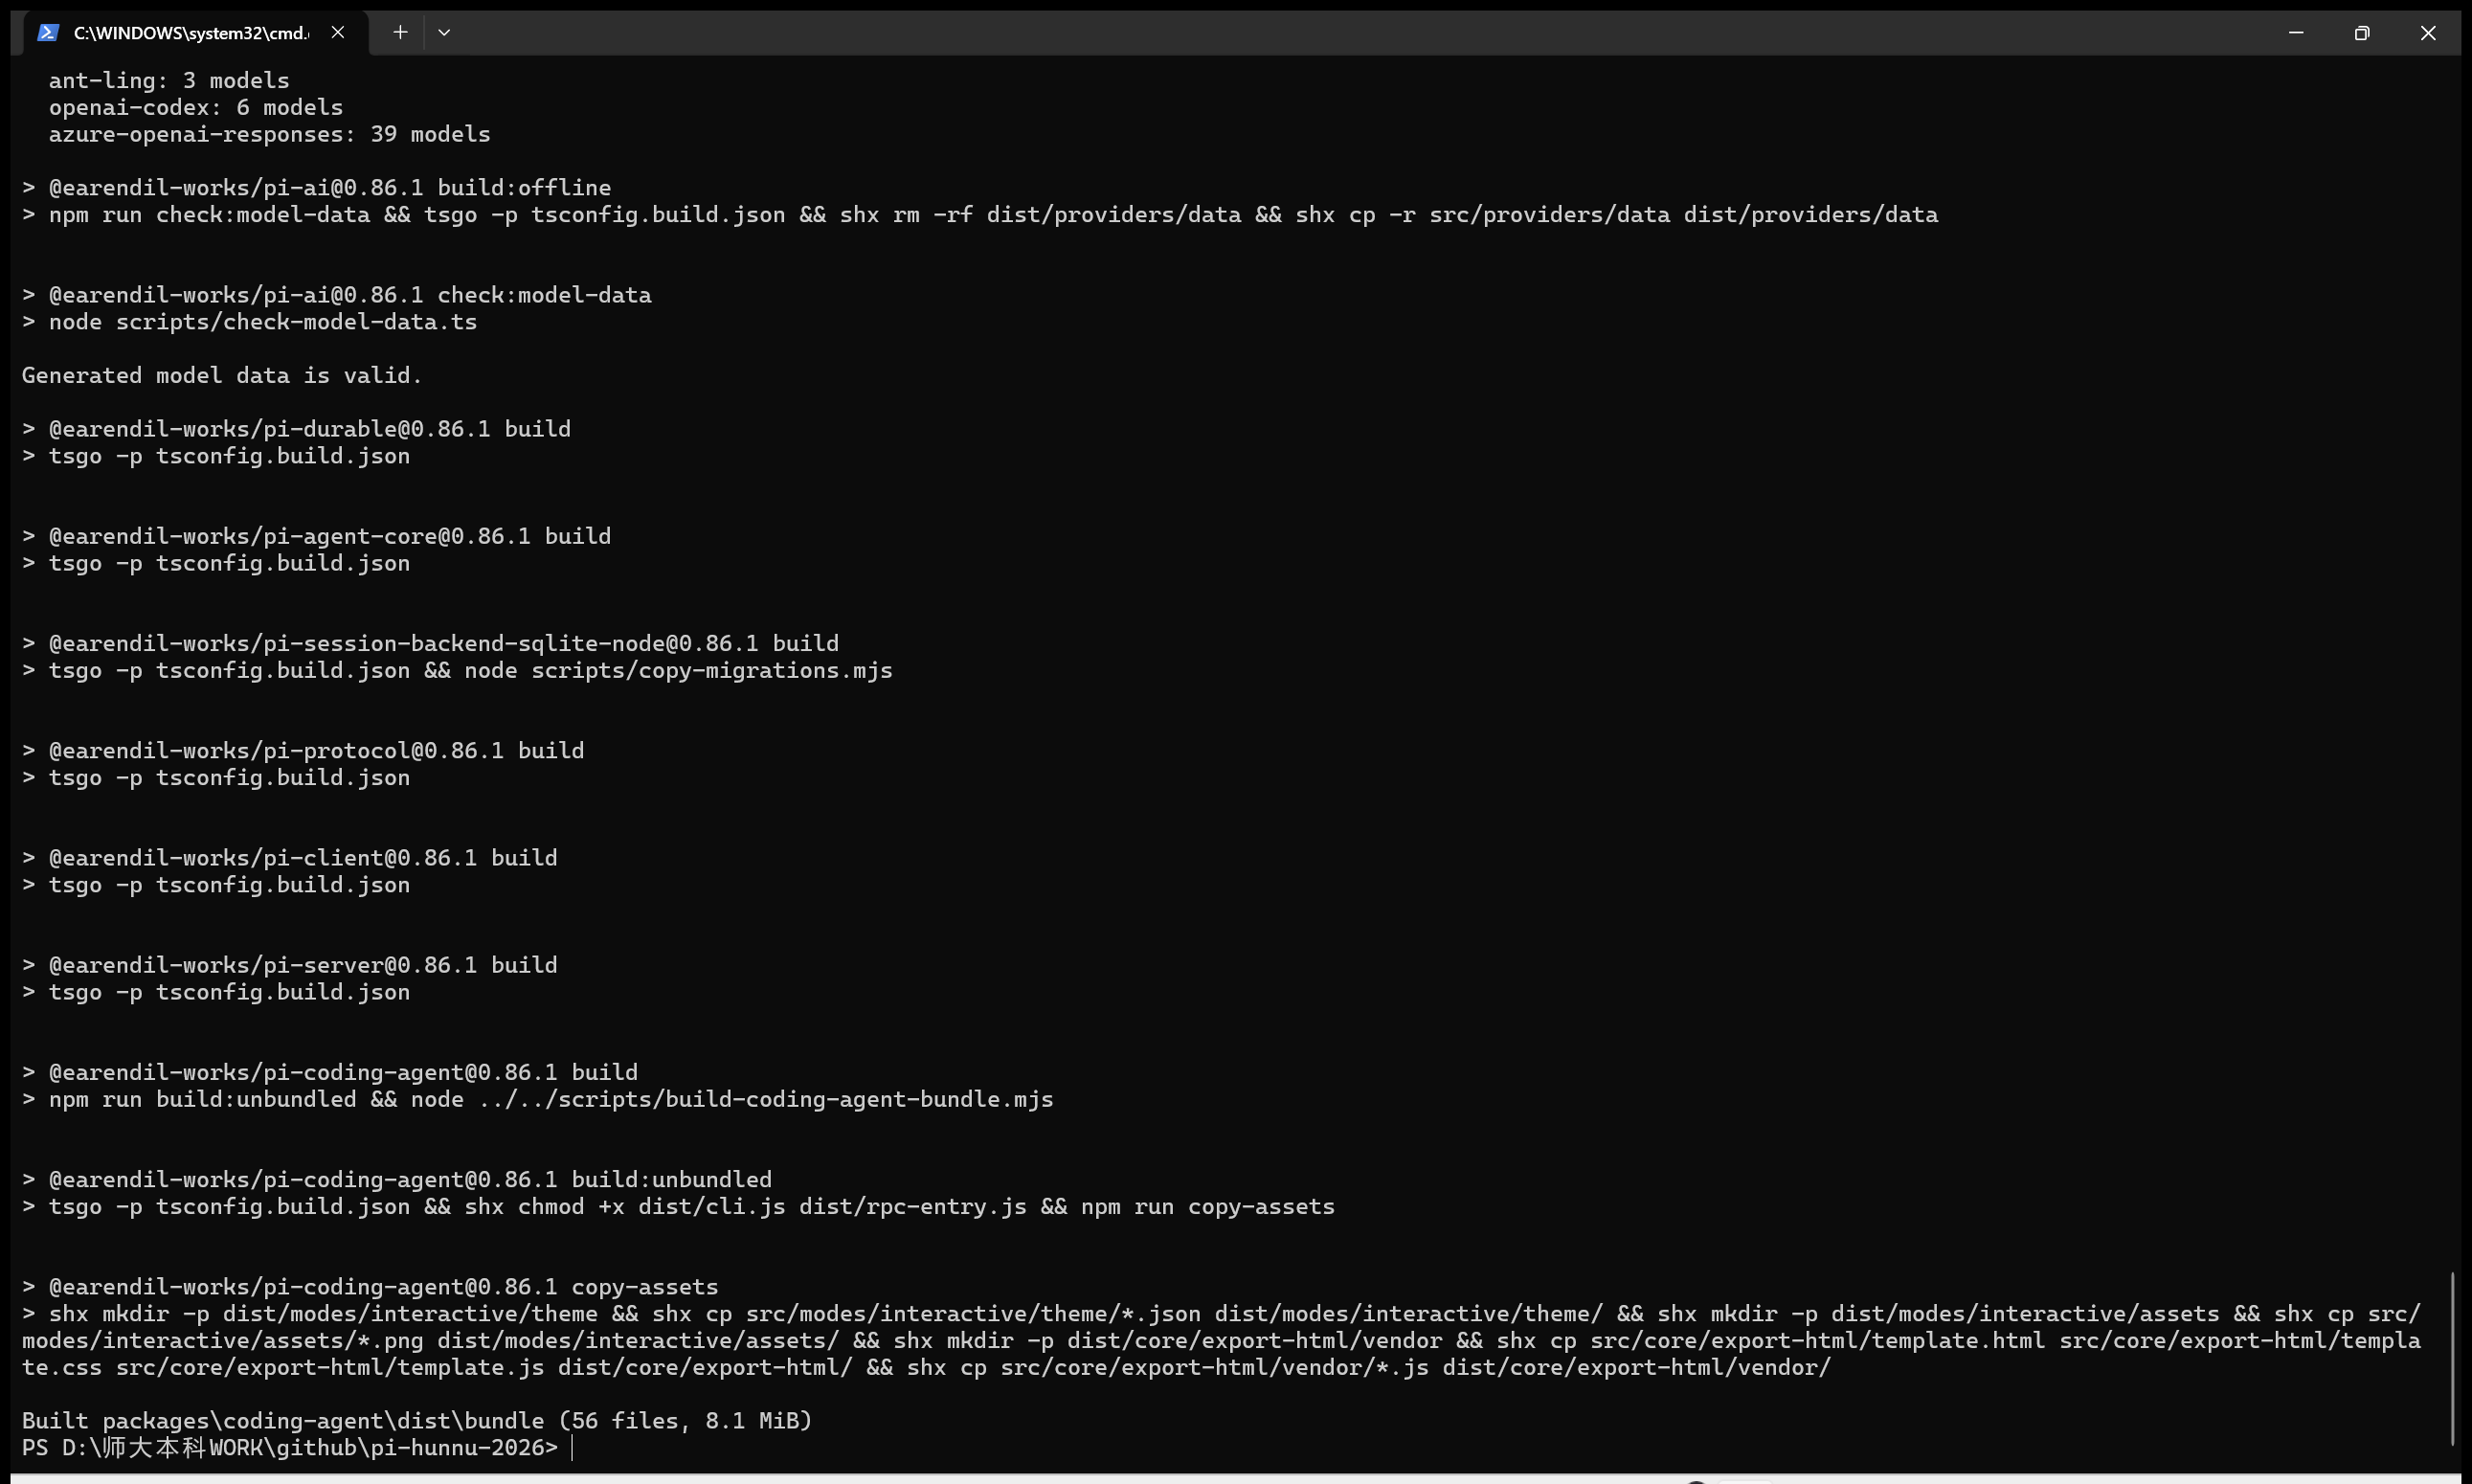 C:\WINDOWS\system32\cmd.
ant-ling: 3 models
openai-codex: 6 models
azure-openai-responses: 39 models
> @earendil-works/pi-ai@0.86.1 build:offline
> npm run check:model-data && tsgo -p tsconfig.build.json && shx rm -rf dist/providers/data && shx cp -r src/providers/data dist/providers/data
> @earendil-works/pi-ai@0.86.1 check:model-data
> node scripts/check-model-data.ts
Generated model data is valid.
> @earendil-works/pi-durable@0.86.1 build
> tsgo -p tsconfig.build.json
> @earendil-works/pi-agent-core@0.86.1 build
> tsgo -p tsconfig.build.json
> @earendil-works/pi-session-backend-sqlite-node@0.86.1 build
> tsgo -p tsconfig.build.json && node scripts/copy-migrations.mjs
> @earendil-works/pi-protocol@0.86.1 build
> tsgo -p tsconfig.build.json
> @earendil-works/pi-client@0.86.1 build
> tsgo -p tsconfig.build.json
> @earendil-works/pi-server@0.86.1 build
> tsgo -p tsconfig.build.json
> @earendil-works/pi-coding-agent@0.86.1 build
> npm run build:unbundled && node ../../scripts/build-coding-agent-bundle.mjs
> @earendil-works/pi-coding-agent@0.86.1 build:unbundled
> tsgo -p tsconfig.build.json && shx chmod +x dist/cli.js dist/rpc-entry.js && npm run copy-assets
> @earendil-works/pi-coding-agent@0.86.1 copy-assets
> shx mkdir -p dist/modes/interactive/theme && shx cp src/modes/interactive/theme/*.json dist/modes/interactive/theme/ && shx mkdir -p dist/modes/interactive/assets && shx cp src/
modes/interactive/assets/*.png dist/modes/interactive/assets/ && shx mkdir -p dist/core/export-html/vendor && shx cp src/core/export-html/template.html src/core/export-html/templa
te.css src/core/export-html/template.js dist/core/export-html/ && shx cp src/core/export-html/vendor/*.js dist/core/export-html/vendor/
Built packages\coding-agent\dist\bundle (56 files, 8.1 MiB)
PS D:\师大本科WORK\github\pi-hunnu-2026>